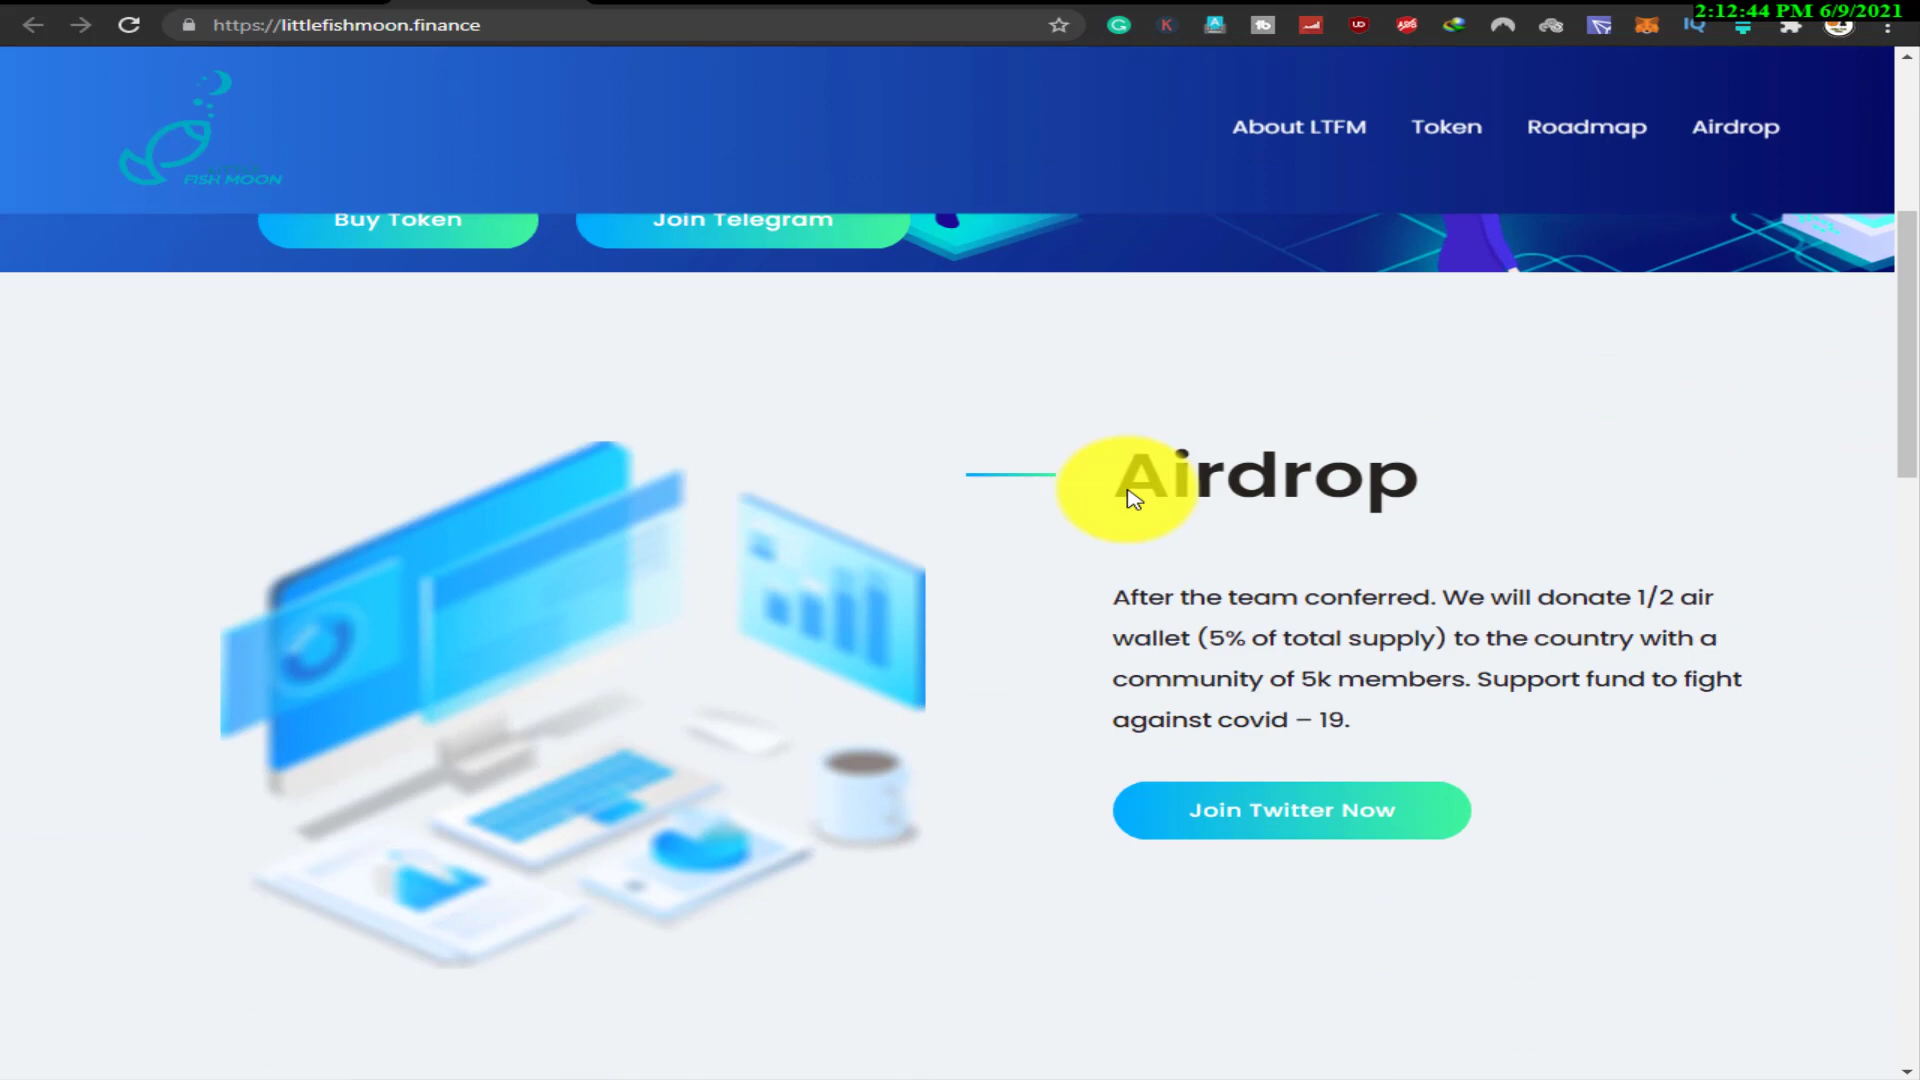 2:12:44 PM 6/9/2021
https://littlefishmoon.finance
FISH MOON
About LTFM
Token
Roadmap
Airdrop
Buy Token
Join Telegram
Airdrop
After the team conferred. We will donate 1/2 air
wallet (5% of total supply) to the country with a
community of 5k members. Support fund to fight
against covid – 19.
Join Twitter Now